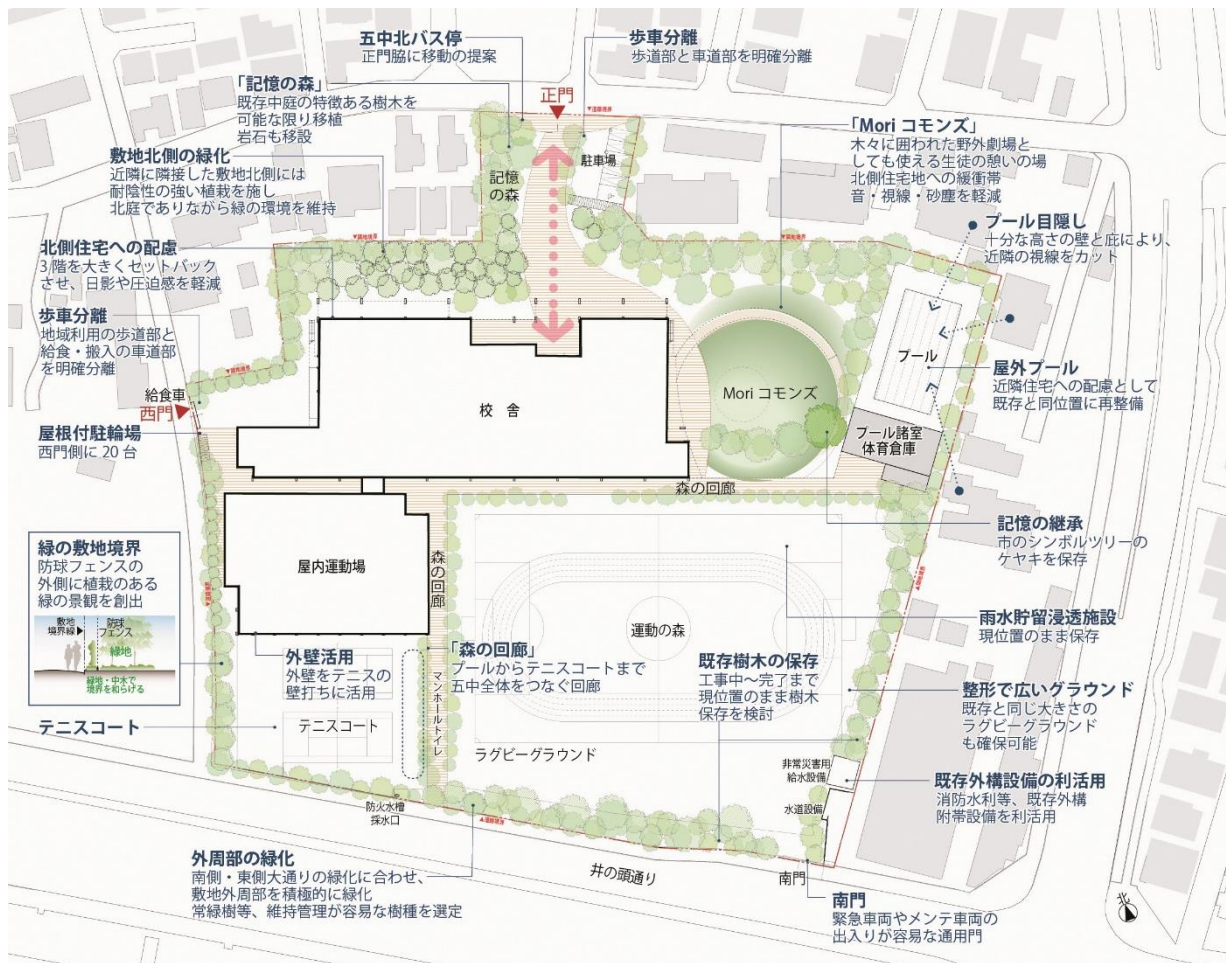 五中北バス停
正門脇に移動の提案
歩車分離
歩道部と車道部を明確分離
「記憶の森」
既存中庭の特徴ある樹木を
可能な限り移植
岩石も移設
正門
駐車場
記憶
の森
「Mori コモンズ」
木々に囲われた野外劇場と
しても使える生徒の憩いの場
北側住宅地への緩衝帯
音・視線・砂塵を軽減
敷地北側の緑化
近隣に隣接した敷地北側には
耐陰性の強い植栽を施し
北庭でありながら緑の環境を維持
プール目隠し
十分な高さの壁と庇により、
近隣の視線をカット
北側住宅への配慮
3 階を大きくセットバック
させ、日影や圧迫感を軽減
歩車分離
地域利用の歩道部と
給食・搬入の車道部
を明確分離
給食車
西門
屋根付駐輪場
西門側に 20 台
校 舎
Mori コモンズ
プール
プール諸室
体育倉庫
屋外プール
近隣住宅への配慮として
既存と同位置に再整備
森の回廊
記憶の継承
市のシンボルツリーの
ケヤキを保存
緑の敷地境界
防球フェンスの
外側に植栽のある
緑の景観を創出
敷地
境界線
防球
フェンス
緑地
緑地・中木で
境界を和らげる
屋内運動場
森の回廊
運動の森
雨水貯留浸透施設
現位置のまま保存
外壁活用
外壁をテニスの
壁打ちに活用
「森の回廊」
プールからテニスコートまで
五中全体をつなぐ回廊
既存樹木の保存
工事中～完了まで
現位置のまま樹木
保存を検討
整形で広いグラウンド
既存と同じ大きさの
ラグビーグラウンド
も確保可能
テニスコート
テニスコート
マンホールトイレ
ラグビーグラウンド
非常災害用
給水設備
水道設備
既存外構設備の利活用
消防水利等、既存外構
附帯設備を利活用
防火水槽
採水口
外周部の緑化
南側・東側大通りの緑化に合わせ、
敷地外周部を積極的に緑化
常緑樹等、維持管理が容易な樹種を選定
井の頭通り
南門
南門
緊急車両やメンテ車両の
出入りが容易な通用門
北